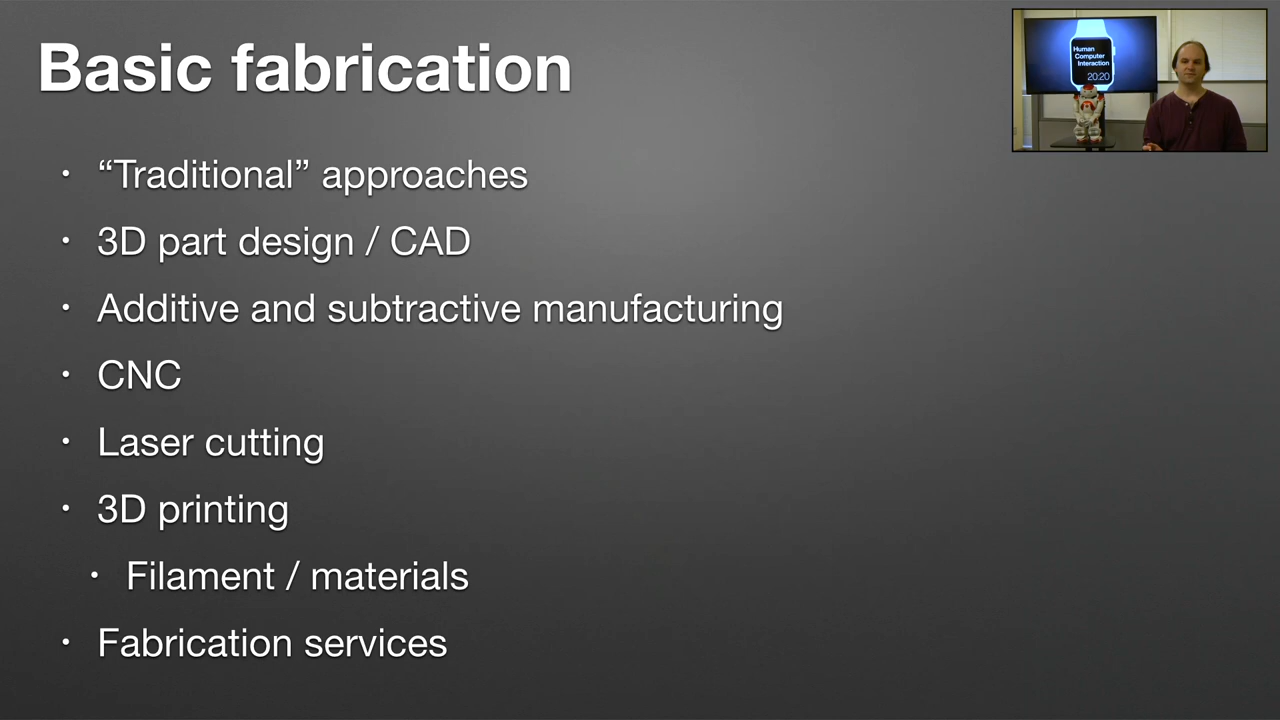 Basic fabrication
• “Traditional” approaches
• 3D part design / CAD
• Additive and subtractive manufacturing
• CNC
• Laser cutting
• 3D printing
• Filament / materials
• Fabrication services
Human
Computer
Interaction
20:20